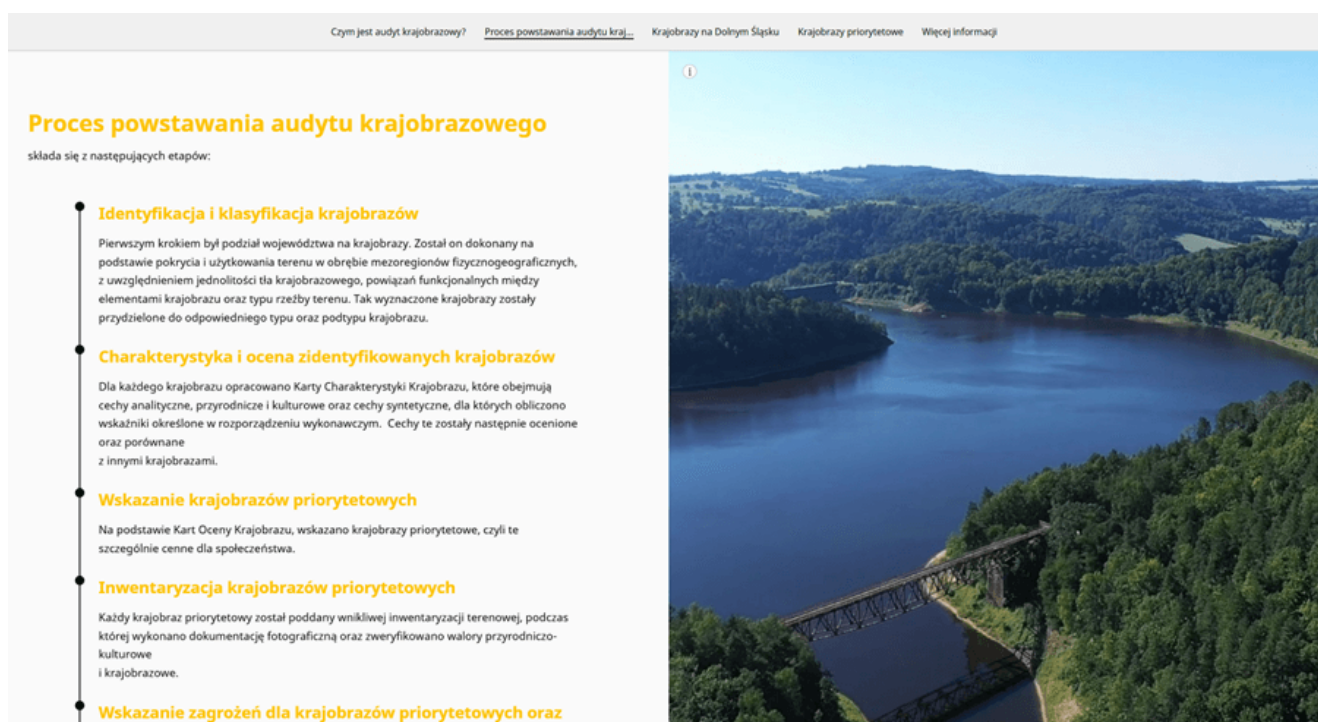 Czym jest audyt krajobrazowy? Proces powstawania audytu kraj... Krajobrazy na Dolnym Śląsku Krajobrazy priorytetowe Więcej informacji
Proces powstawania audytu krajobrazowego
składa się z następujących etapów:
Identyfikacja i klasyfikacja krajobrazów
Pierwszym krokiem był podział województwa na krajobrazy. Został on dokonany na
podstawie pokrycia i użytkowania terenu w obrębie mezoregionów fizycznogeograficznych,
z uwzględnieniem jednolitości tła krajobrazowego, powiązań funkcjonalnych między
elementami krajobrazu oraz typu rzeźby terenu. Tak wyznaczone krajobrazy zostały
przydzielone do odpowiedniego typu oraz podtypu krajobrazu.
Charakterystyka i ocena zidentyfikowanych krajobrazów
Dla każdego krajobrazu opracowano Karty Charakterystyki Krajobrazu, które obejmują
cechy analityczne, przyrodnicze i kulturowe oraz cechy syntetyczne, dla których obliczono
wskaźniki określone w rozporządzeniu wykonawczym. Cechy te zostały następnie ocenione
oraz porównane
z innymi krajobrazami.
Wskazanie krajobrazów priorytetowych
Na podstawie Kart Oceny Krajobrazu, wskazano krajobrazy priorytetowe, czyli te
szczególnie cenne dla społeczeństwa.
Inwentaryzacja krajobrazów priorytetowych
Każdy krajobraz priorytetowy został poddany wnikliwej inwentaryzacji terenowej, podczas
której wykonano dokumentację fotograficzną oraz zweryfikowano walory przyrodniczo-
kulturowe
i krajobrazowe.
Wskazanie zagrożeń dla krajobrazów priorytetowych oraz